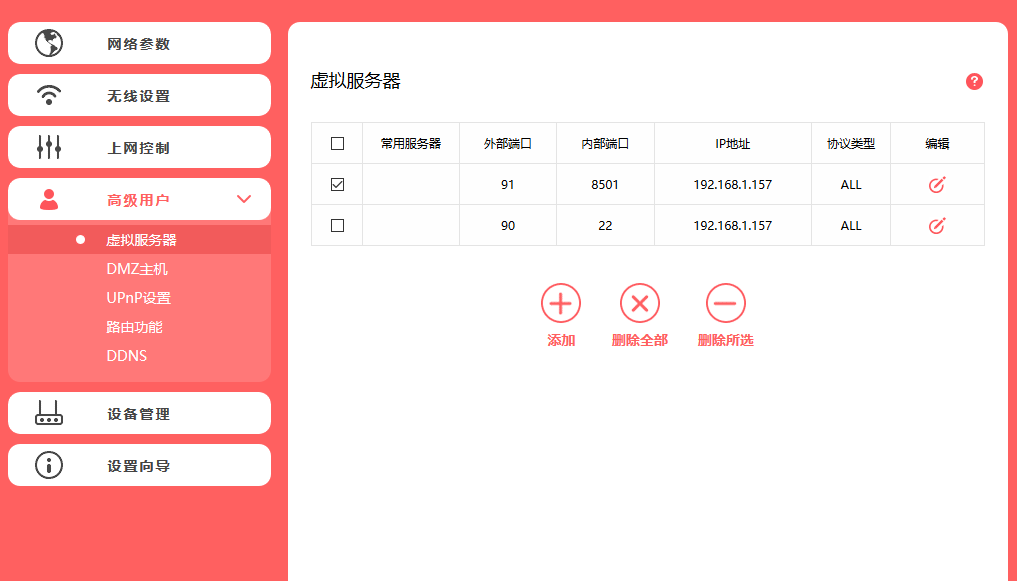 网络参数
无线设置
上网控制
高级用户
虚拟服务器
DMZ主机
UPnP设置
路由功能
DDNS
设备管理
设置向导
虚拟服务器
?
常用服务器 外部端口 内部端口 IP地址 协议类型 编辑
91 8501 192.168.1.157 ALL
90 22 192.168.1.157 ALL
添加 删除全部 删除所选